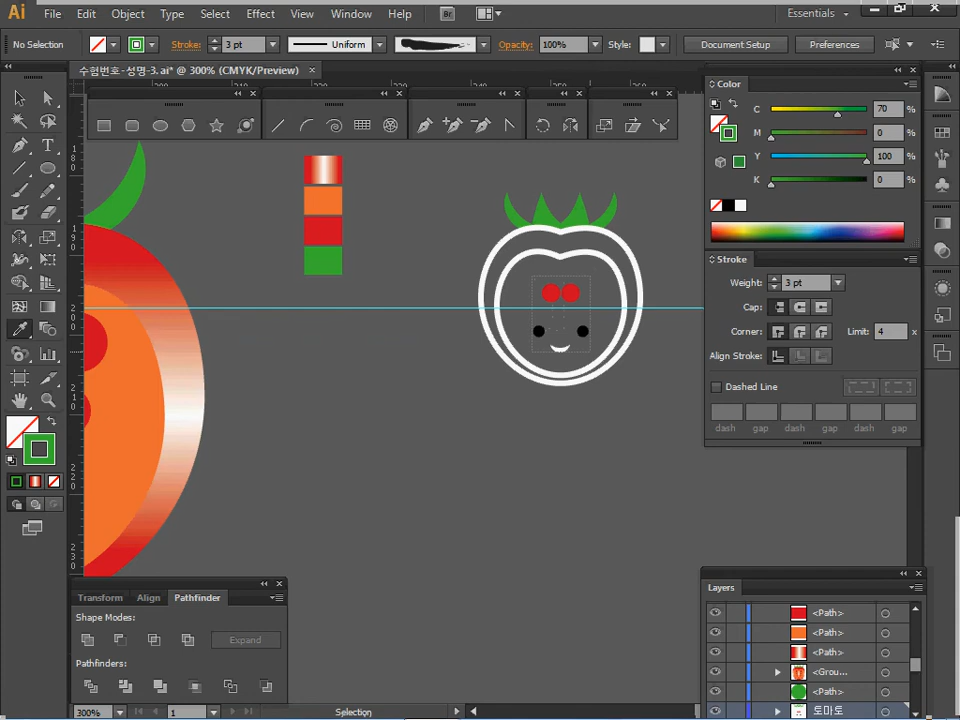 Ai File Edit Object Type Select Effect View Window Help Br Essentials
No Selection Stroke: 3 pt Uniform Opacity: 100% Style: Document Setup Preferences
수험번호-성명-3.ai* @ 300% (CMYK/Preview)
Color
C 70 %
M 0 %
Y 100 %
K 0 %
Stroke
Weight: 3 pt
Cap:
Corner: Limit: 4 x
Align Stroke:
Dashed Line
dash gap dash gap dash gap
Transform Align Pathfinder
Shape Modes:
Expand
Pathfinders:
Layers
<Path>
<Path>
<Path>
<Grou...
<Path>
토마토
300% 1 Selection